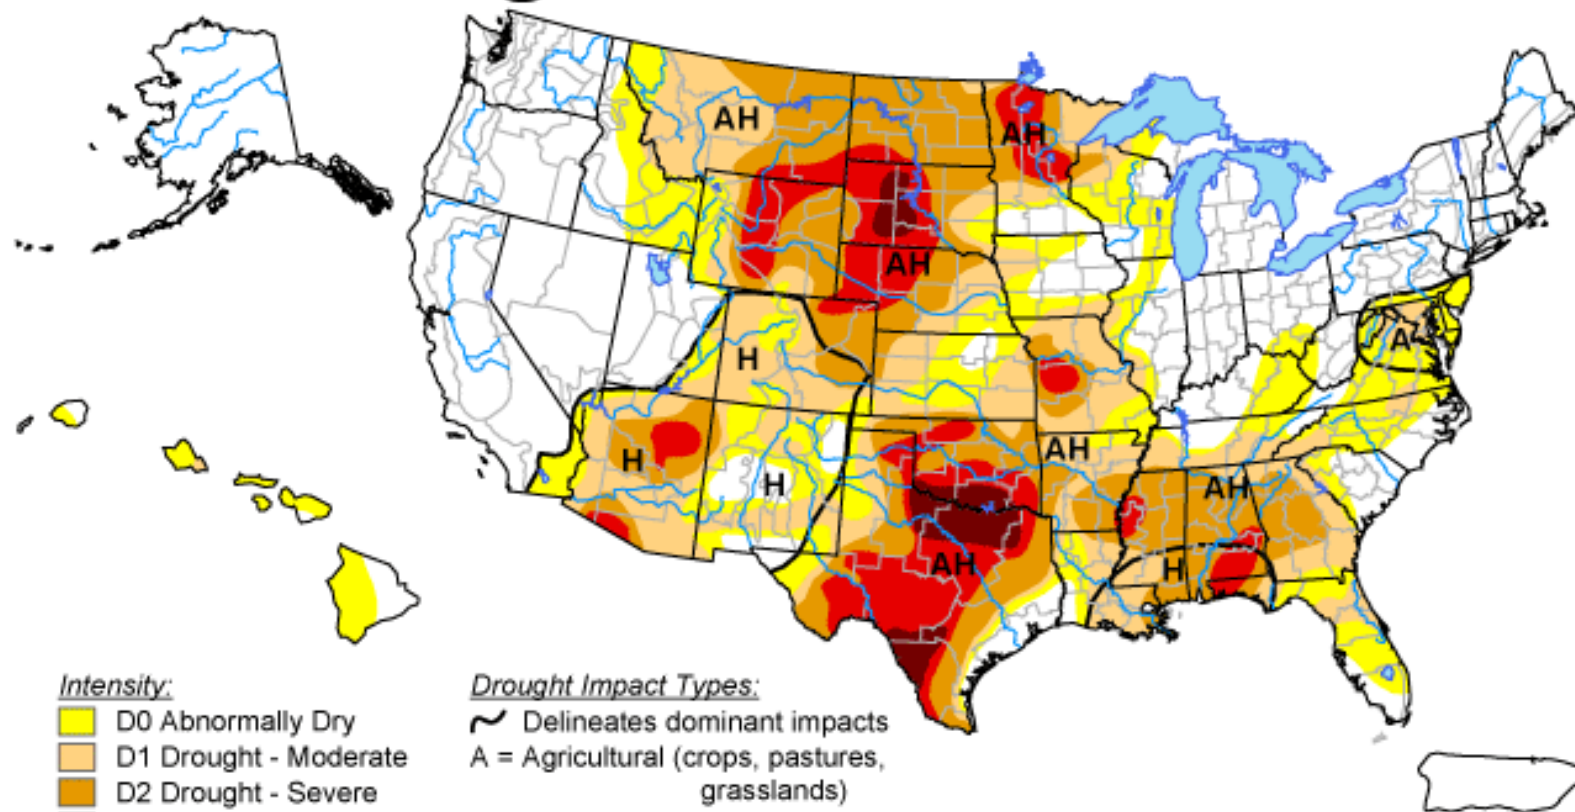 AH
AH
AH
H
A
H
AH
H
AH
AH
H
Intensity:
D0 Abnormally Dry
D1 Drought - Moderate
D2 Drought - Severe
Drought Impact Types:
Delineates dominant impacts
A = Agricultural (crops, pastures,
grasslands)